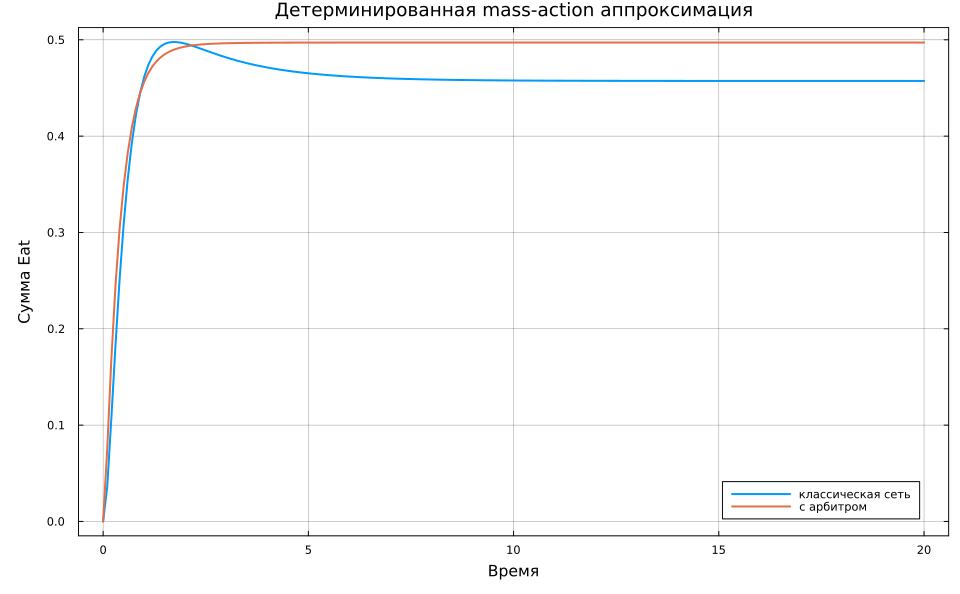 Детерминированная mass-action аппроксимация
Сумма Eat
0.5
0.4
0.3
0.2
0.1
0.0
0
5
10
15
20
Время
классическая сеть
с арбитром